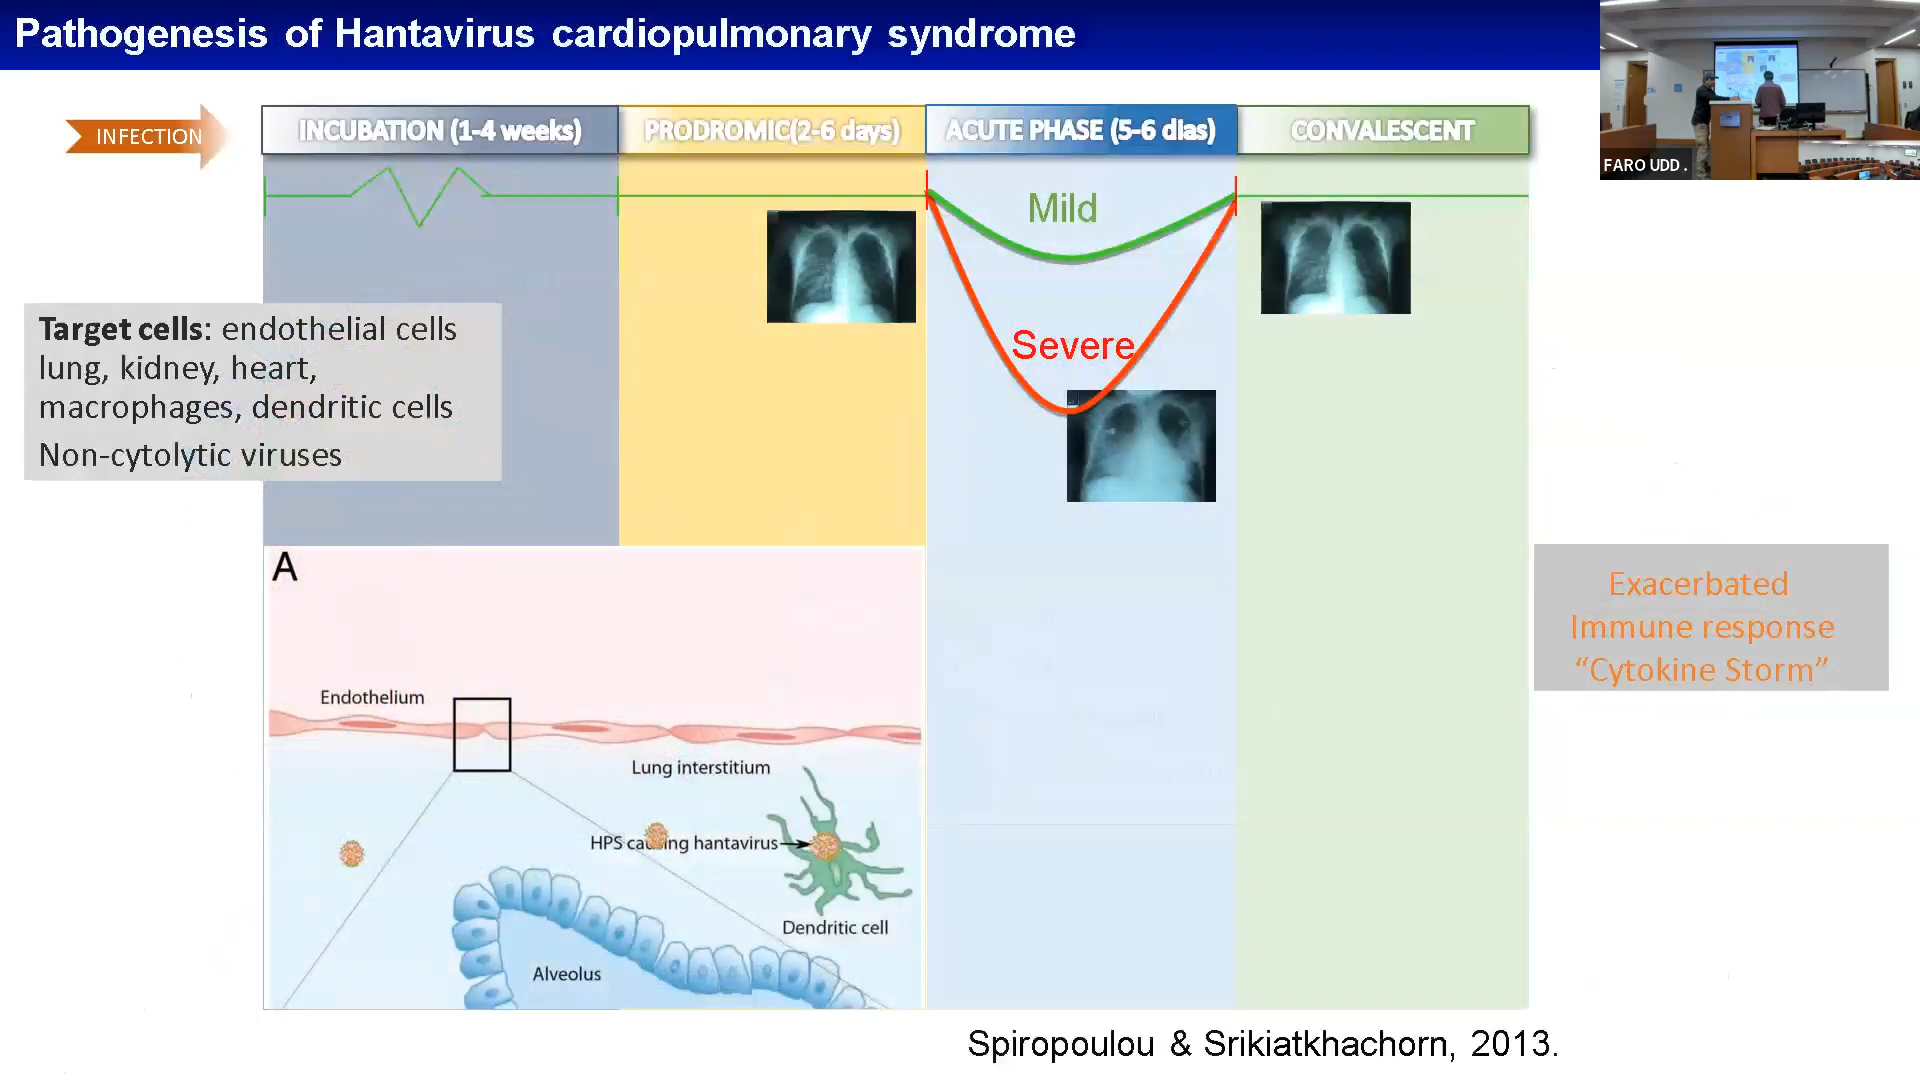 Pathogenesis of Hantavirus cardiopulmonary syndrome
FARO UDD .
INFECTION
INCUBATION (1-4 weeks)
PRODROMIC(2-6 days)
ACUTE PHASE (5-6 dias)
CONVALESCENT
Mild
Severe
Target cells: endothelial cells
lung, kidney, heart,
macrophages, dendritic cells
Non-cytolytic viruses
Exacerbated
Immune response
“Cytokine Storm”
A
Endothelium
Lung interstitium
HPS causing hantavirus
Dendritic cell
Alveolus
Spiropoulou & Srikiatkhachorn, 2013.